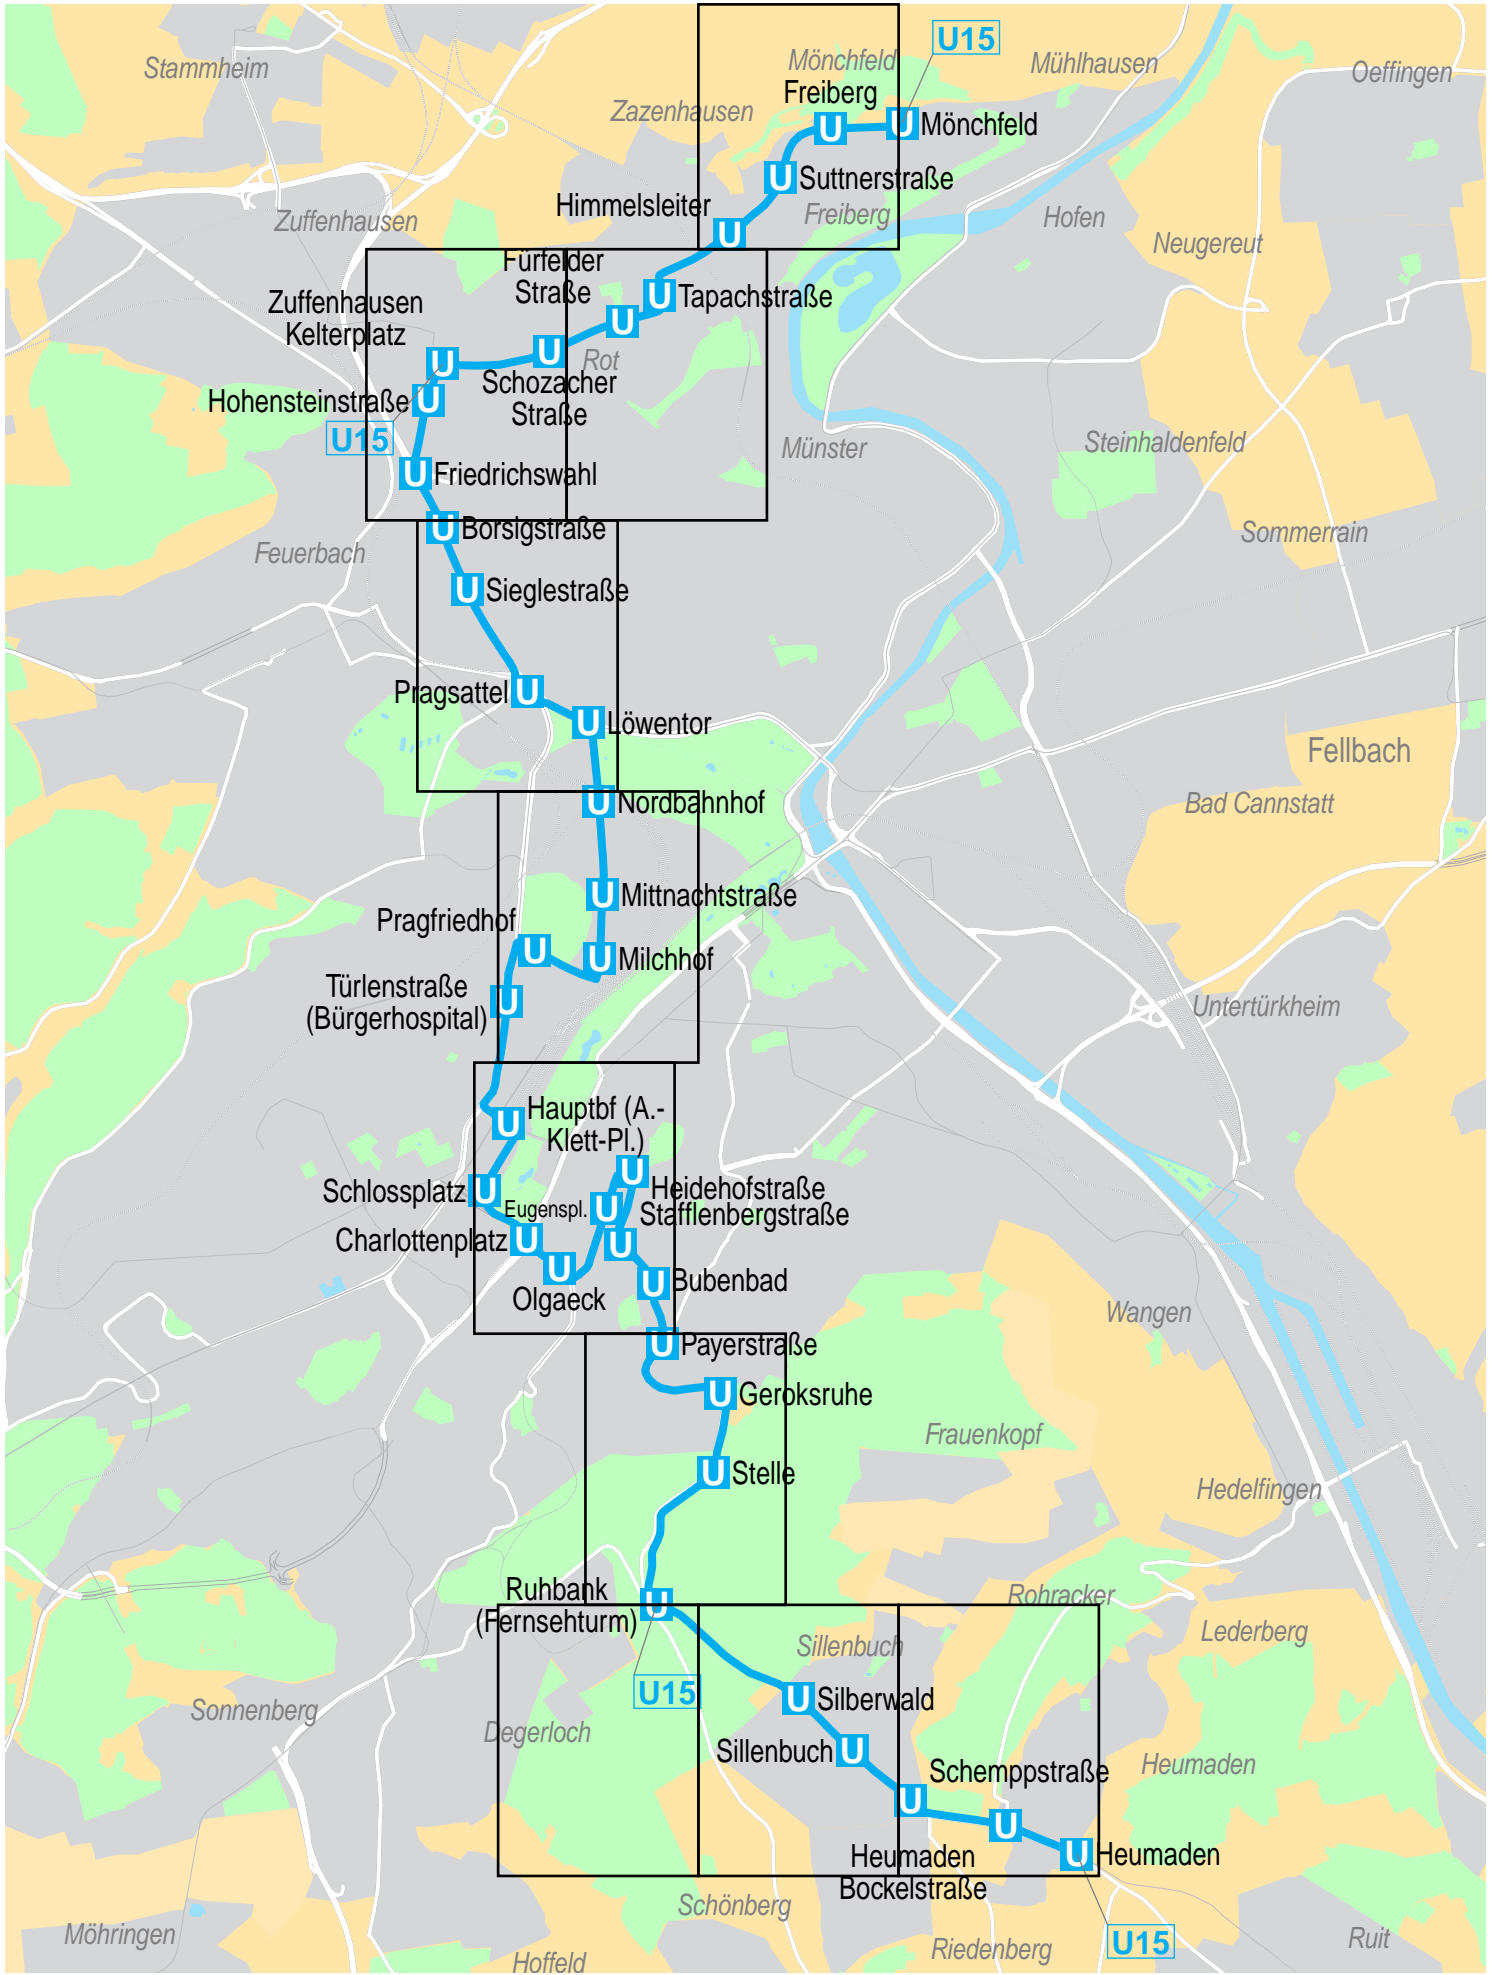 U15
Mönchfeld
Mühlhausen
Stammheim
Oeffingen
Freiberg
Zazenhausen
U
U
Mönchfeld
U
Suttnerstraße
Himmelsleiter
Freiberg
Hofen
Zuffenhausen
U
Neugereut
Fürfelder
Straße
U
Tapachstraße
Zuffenhausen
Kelterplatz
U
U
U
Rot
Schozacher
Straße
Hohensteinstraße
U
U15
Münster
Steinhaldenfeld
U
Friedrichswahl
U
Borsigstraße
Sommerrain
Feuerbach
U
Sieglestraße
Pragsattel
U
U
Löwentor
Fellbach
U
Nordbahnhof
Bad Cannstatt
U
Mittnachtstraße
Pragfriedhof
U
U
Milchhof
Türlenstraße
(Bürgerhospital)
U
Untertürkheim
Hauptbf (A.-
Klett-Pl.)
U
U
Schlossplatz
U
Heidehofstraße
Eugenspl.
U
Stafflenbergstraße
Charlottenplatz
U
U
U
Olgaeck
U
Bubenbad
Wangen
U
Payerstraße
U
Geroksruhe
Frauenkopf
U
Stelle
Hedelfingen
Ruhbank
(Fernsehturm)
U
Rohracker
Sillenbuch
Lederberg
U15
U
Silberwald
Sonnenberg
Degerloch
Sillenbuch
U
Heumaden
Schemppstraße
U
U
U
Heumaden
Heumaden
Bockelstraße
Schönberg
Möhringen
Hoffeld
Riedenberg
U15
Ruit